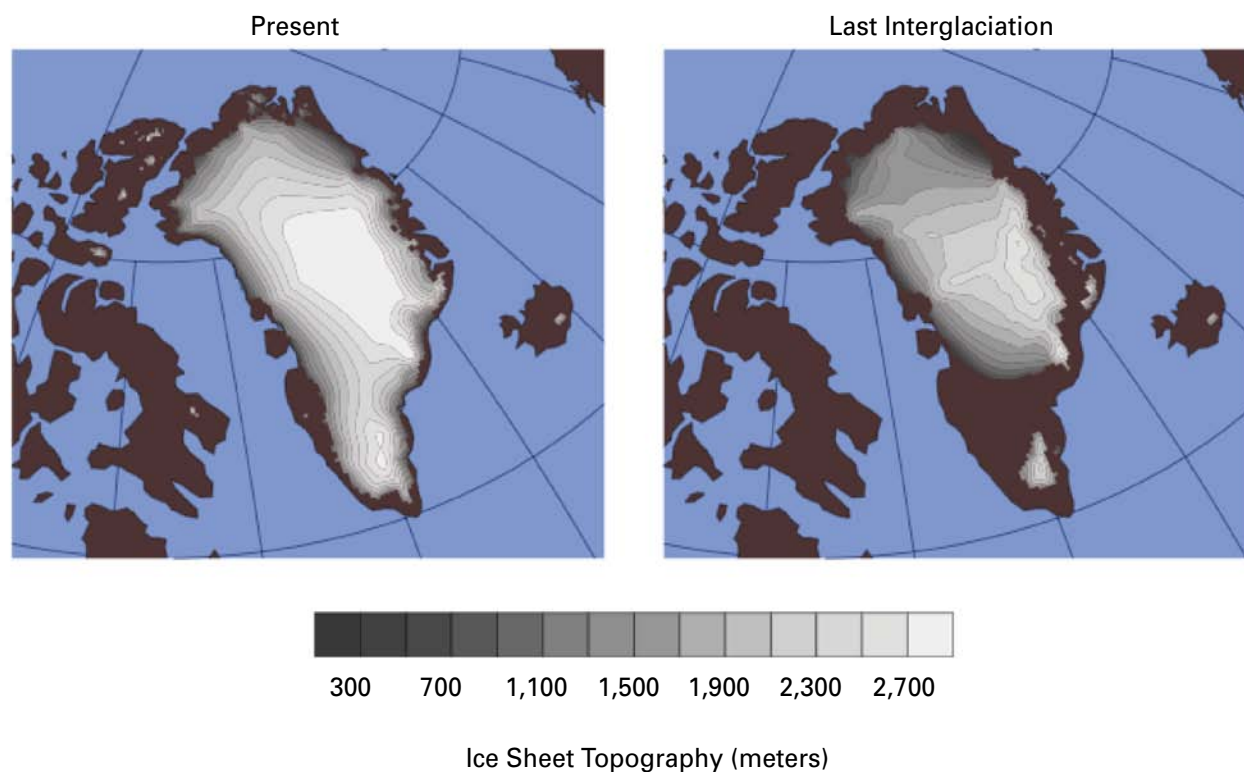 Present
Last Interglaciation
300 700 1,100 1,500 1,900 2,300 2,700
Ice Sheet Topography (meters)